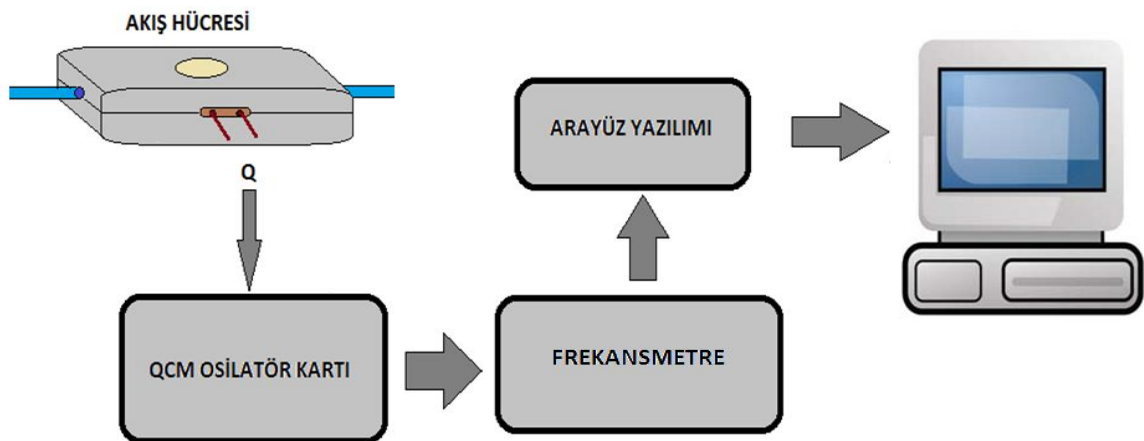 AKIŞ HÜCRESİ
Q
QCM OSİLATÖR KARTI
FREKANSMETRE
ARAYÜZ YAZILIMI